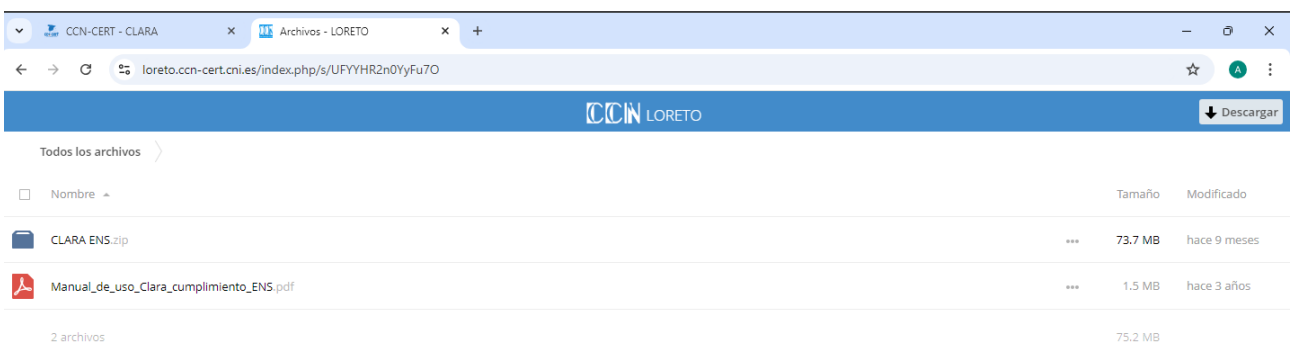 CCN-CERT - CLARA
Archivos - LORETO
loreto.ccn-cert.cni.es/index.php/s/UFYYHR2n0YyFu7O
A
CCN LORETO
Descargar
Todos los archivos
Nombre Tamaño Modificado
CLARA ENS.zip 73.7 MB hace 9 meses
Manual_de_uso_Clara_cumplimiento_ENS.pdf 1.5 MB hace 3 años
2 archivos 75.2 MB